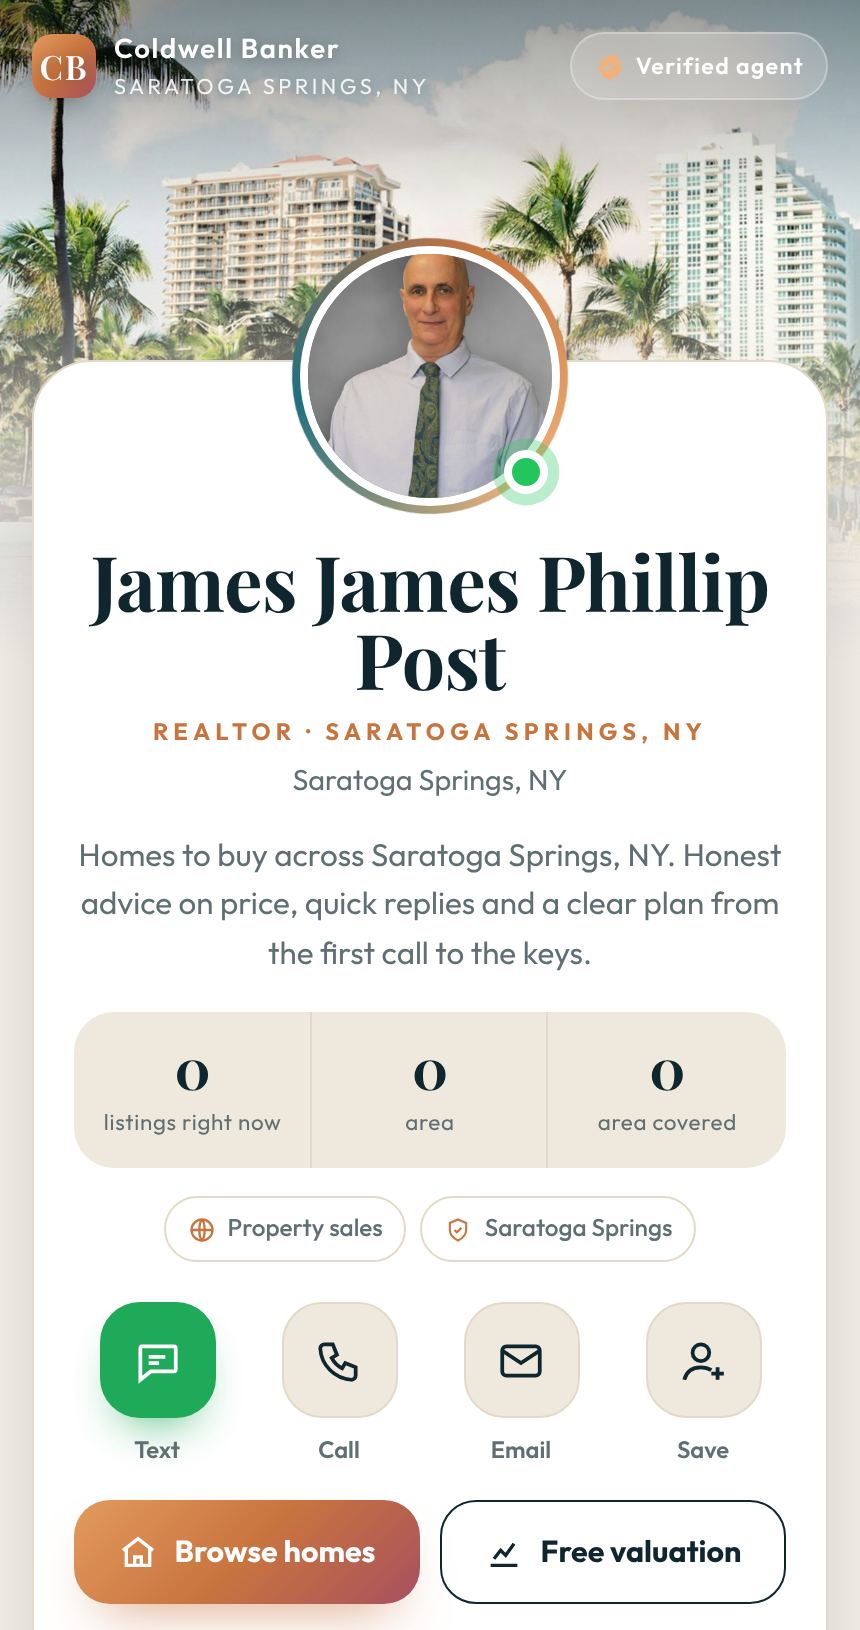 CB
Coldwell Banker
SARATOGA SPRINGS, NY
Verified agent
James James Phillip
Post
REALTOR · SARATOGA SPRINGS, NY
Saratoga Springs, NY
Homes to buy across Saratoga Springs, NY. Honest
advice on price, quick replies and a clear plan from
the first call to the keys.
0
listings right now
0
area
0
area covered
Property sales
Saratoga Springs
Text
Call
Email
Save
Browse homes
Free valuation